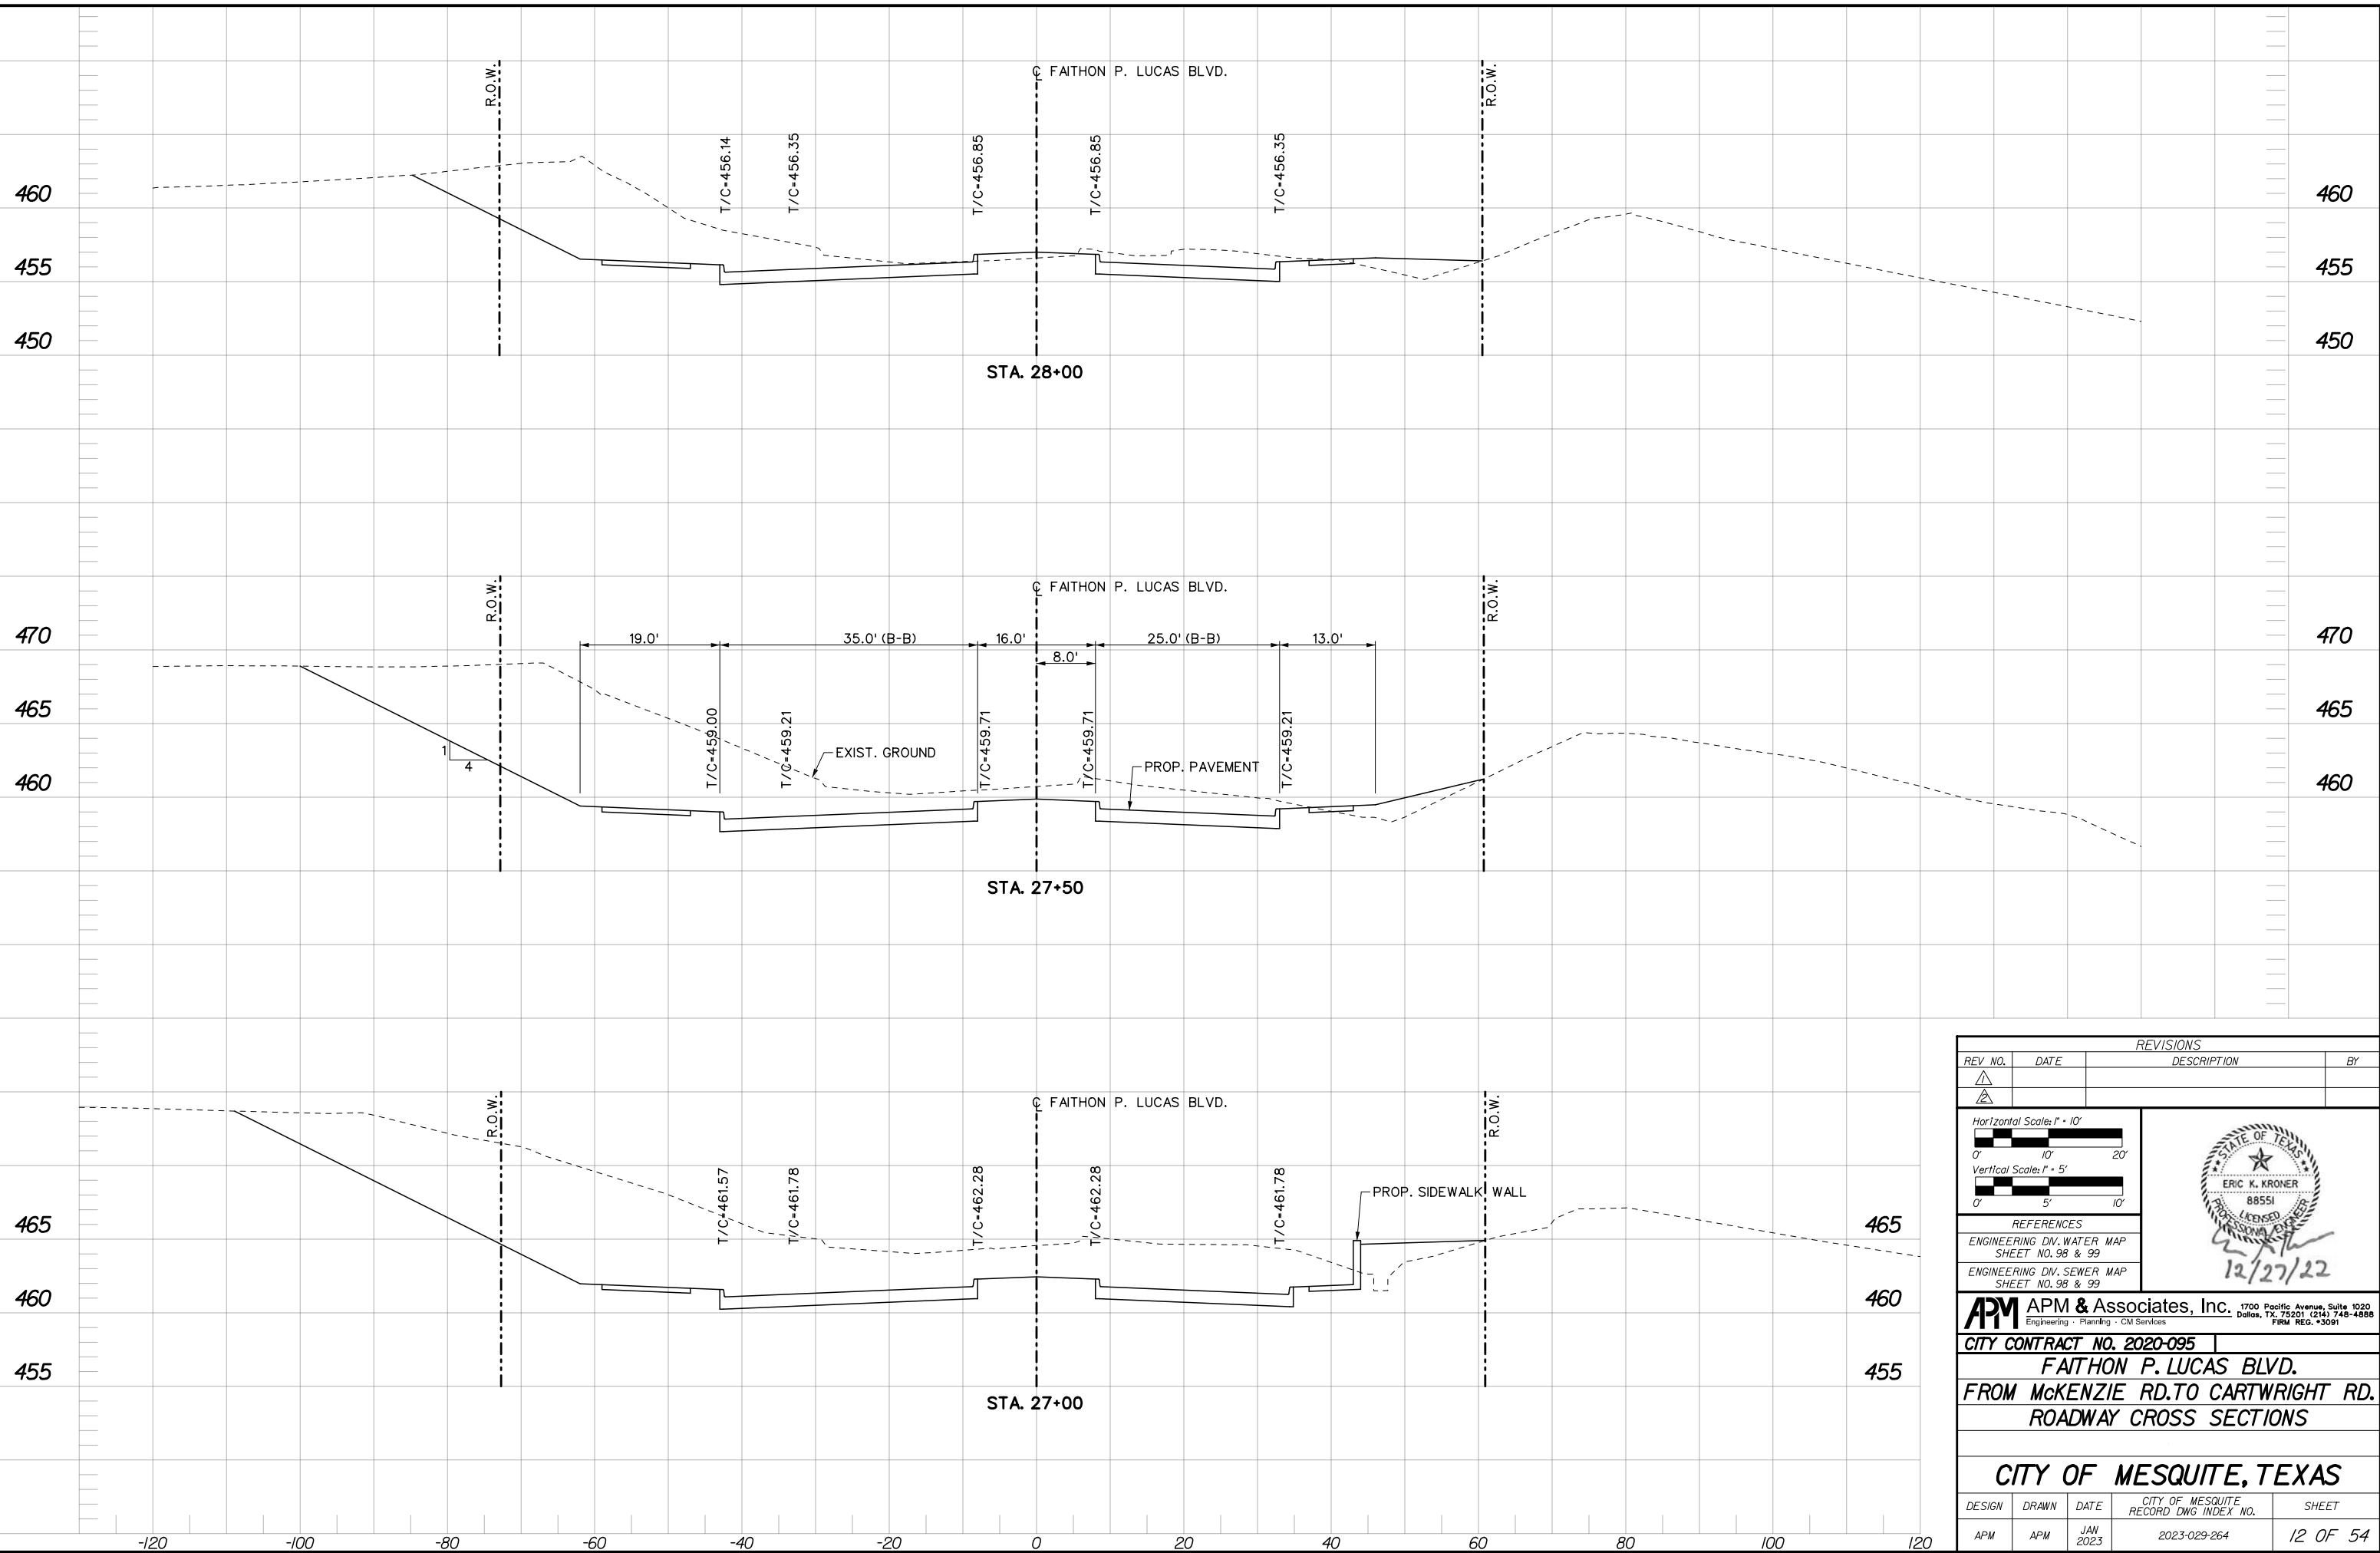 ℄ FAITHON P. LUCAS BLVD.
R.O.W.
R.O.W.
T/C=456.14
T/C=456.35
T/C=456.85
T/C=456.85
T/C=456.35
460
460
455
455
450
450
STA. 28+00
℄ FAITHON P. LUCAS BLVD.
R.O.W.
R.O.W.
470
470
19.0'
35.0' (B-B)
16.0'
25.0' (B-B)
13.0'
8.0'
465
465
T/C=459.00
T/C=459.21
T/C=459.71
T/C=459.71
T/C=459.21
EXIST. GROUND
PROP. PAVEMENT
1
4
460
460
STA. 27+50
℄ FAITHON P. LUCAS BLVD.
R.O.W.
R.O.W.
T/C=461.57
T/C=461.78
T/C=462.28
T/C=462.28
T/C=461.78
PROP. SIDEWALK WALL
465
465
460
460
455
455
STA. 27+00
-120 -100 -80 -60 -40 -20 0 20 40 60 80 100 120
REVISIONS
REV NO. DATE DESCRIPTION BY
1
2
Horizontal Scale: 1" = 10'
0' 10' 20'
Vertical Scale: 1" = 5'
0' 5' 10'
STATE OF TEXAS
ERIC K. KRONER
88551
LICENSED
PROFESSIONAL ENGINEER
12/27/22
REFERENCES
ENGINEERING DIV. WATER MAP
SHEET NO. 98 & 99
ENGINEERING DIV. SEWER MAP
SHEET NO. 98 & 99
APM APM & Associates, Inc.
Engineering - Planning - CM Services
1700 Pacific Avenue, Suite 1020
Dallas, TX. 75201 (214) 748-4888
FIRM REG. #3091
CITY CONTRACT NO. 2020-095
FAITHON P. LUCAS BLVD.
FROM McKENZIE RD. TO CARTWRIGHT RD.
ROADWAY CROSS SECTIONS
CITY OF MESQUITE, TEXAS
DESIGN DRAWN DATE CITY OF MESQUITE RECORD DWG INDEX NO. SHEET
APM APM JAN 2023 2023-029-264 12 OF 54